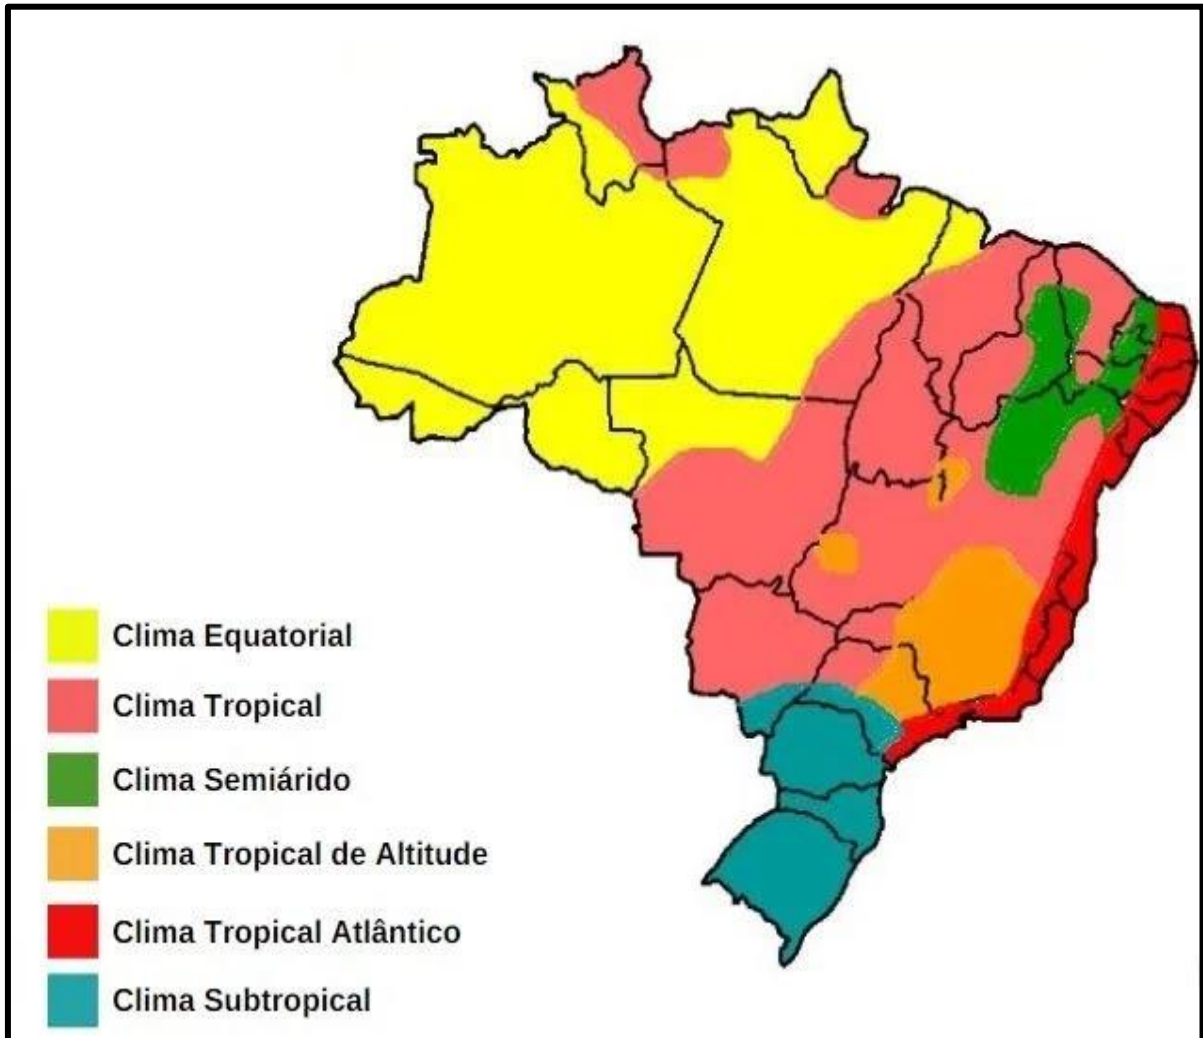 Clima Equatorial
Clima Tropical
Clima Semiárido
Clima Tropical de Altitude
Clima Tropical Atlântico
Clima Subtropical